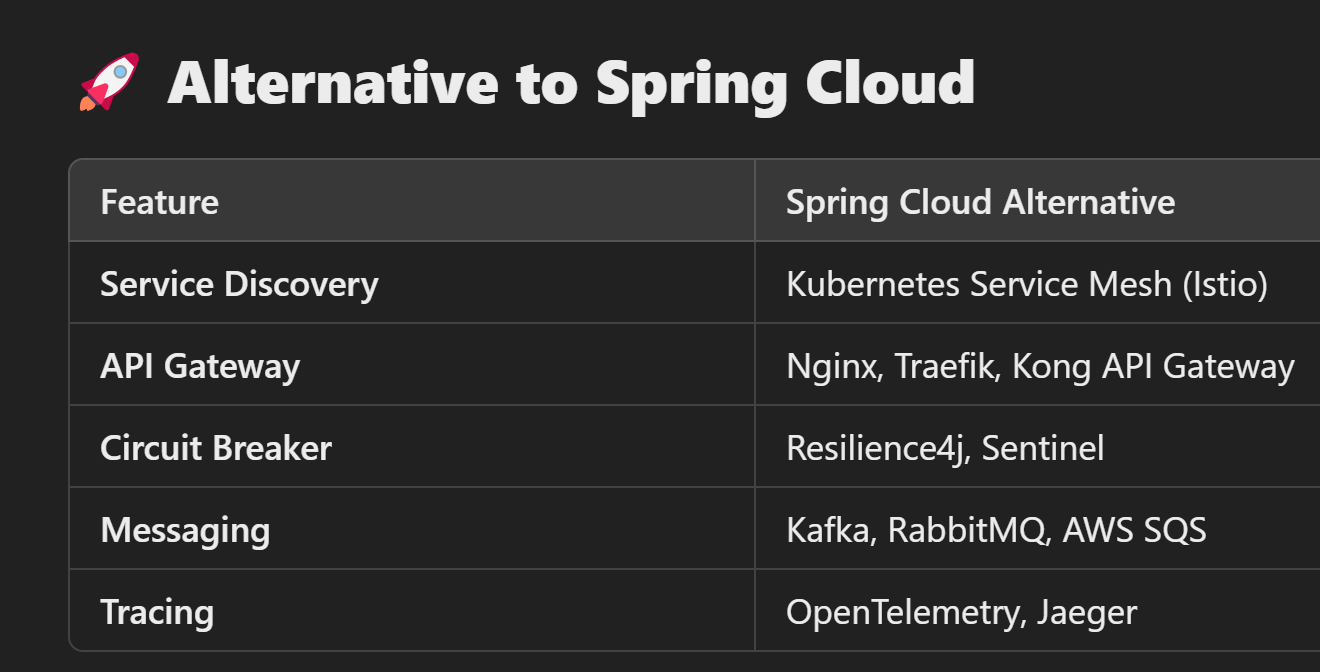 🚀 Alternative to Spring Cloud
Feature Spring Cloud Alternative
Service Discovery Kubernetes Service Mesh (Istio)
API Gateway Nginx, Traefik, Kong API Gateway
Circuit Breaker Resilience4j, Sentinel
Messaging Kafka, RabbitMQ, AWS SQS
Tracing OpenTelemetry, Jaeger